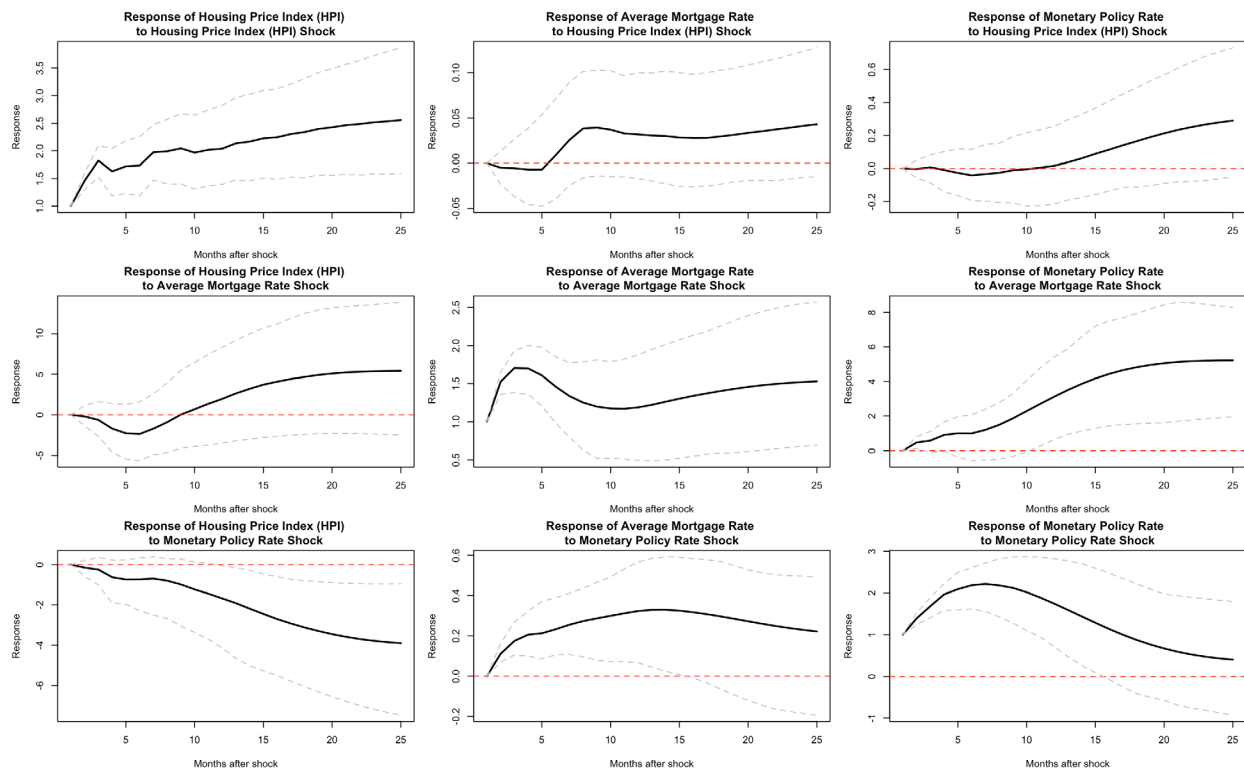 Response of Housing Price Index (HPI)
to Housing Price Index (HPI) Shock
Response
3.5
3.0
2.5
2.0
1.5
1.0
5 10 15 20 25
Months after shock
Response of Average Mortgage Rate
to Housing Price Index (HPI) Shock
Response
0.10
0.05
0.00
-0.05
5 10 15 20 25
Months after shock
Response of Monetary Policy Rate
to Housing Price Index (HPI) Shock
Response
0.6
0.4
0.2
0.0
-0.2
5 10 15 20 25
Months after shock
Response of Housing Price Index (HPI)
to Average Mortgage Rate Shock
Response
10
5
0
-5
5 10 15 20 25
Months after shock
Response of Average Mortgage Rate
to Average Mortgage Rate Shock
Response
2.5
2.0
1.5
1.0
0.5
5 10 15 20 25
Months after shock
Response of Monetary Policy Rate
to Average Mortgage Rate Shock
Response
8
6
4
2
0
5 10 15 20 25
Months after shock
Response of Housing Price Index (HPI)
to Monetary Policy Rate Shock
Response
0
-2
-4
-6
5 10 15 20 25
Months after shock
Response of Average Mortgage Rate
to Monetary Policy Rate Shock
Response
0.6
0.4
0.2
0.0
-0.2
5 10 15 20 25
Months after shock
Response of Monetary Policy Rate
to Monetary Policy Rate Shock
Response
3
2
1
0
-1
5 10 15 20 25
Months after shock